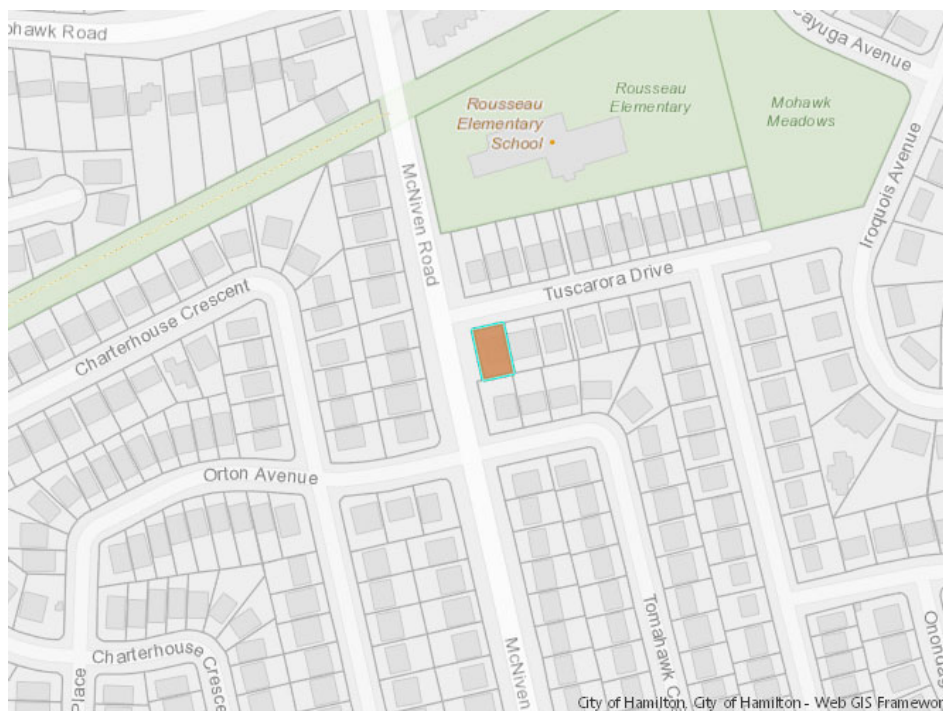 ohawk Road
Cayuga Avenue
Rousseau
Elementary
School
Rousseau
Elementary
Mohawk
Meadows
Iroquois Avenue
McNiven Road
Tuscarora Drive
Charterhouse Crescent
Orton Avenue
Tomahawk C
McNiven
Charterhouse Cresc
Place
Onondag
City of Hamilton, City of Hamilton - Web GIS Framewor